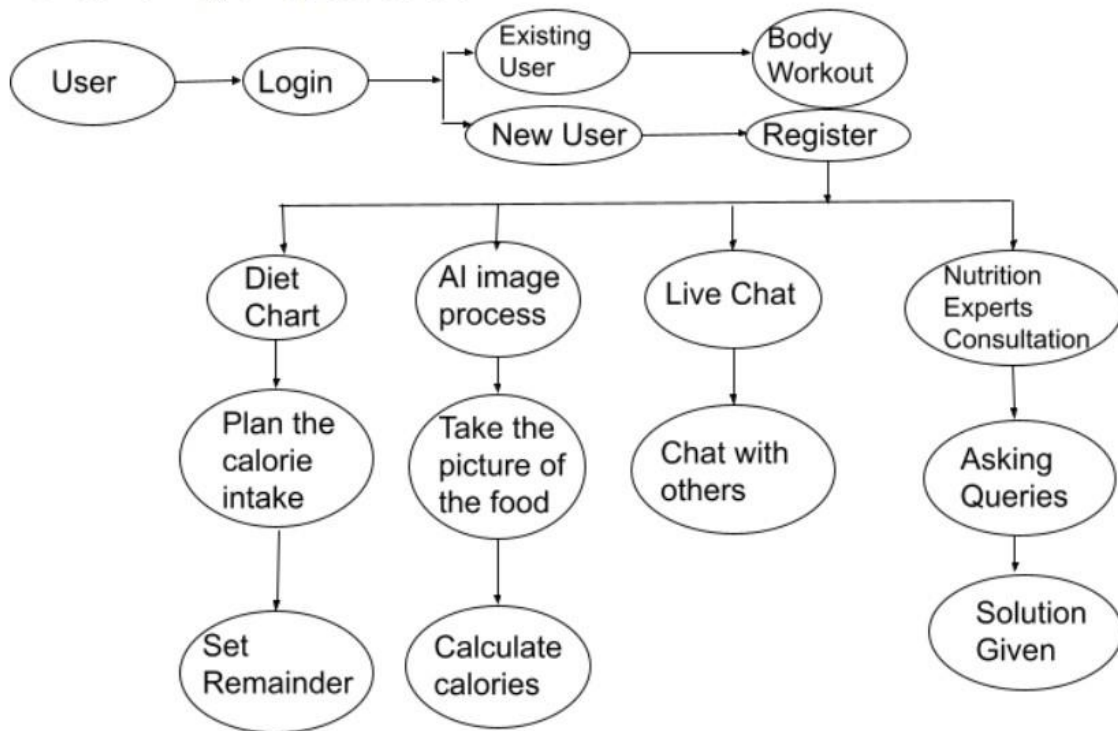 User
Login
Existing
User
Body
Workout
New User
Register
Diet
Chart
AI image
process
Live Chat
Nutrition
Experts
Consultation
Plan the
calorie
intake
Take the
picture of
the food
Chat with
others
Asking
Queries
Set
Remainder
Calculate
calories
Solution
Given